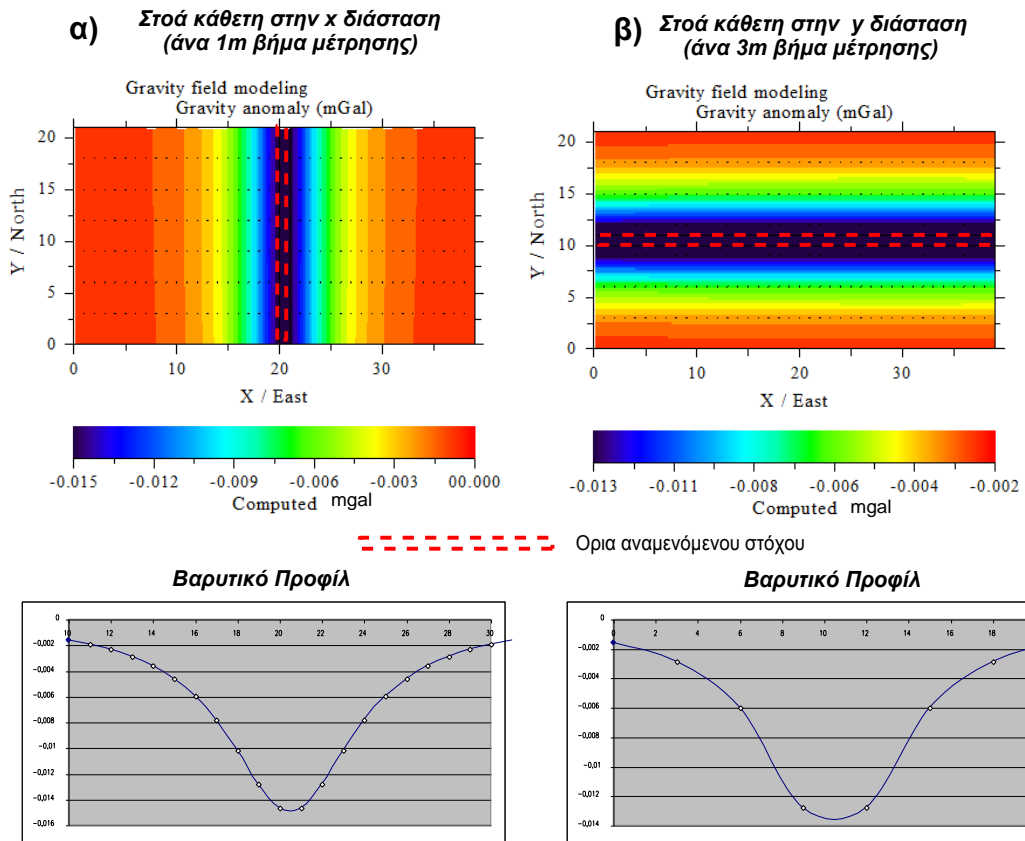 α) Στοά κάθετη στην x διάσταση
(άνα 1m βήμα μέτρησης)
Gravity field modeling
Gravity anomaly (mGal)
20
15
10
5
0
Y / North
0 10 20 30
X / East
-0.015 -0.012 -0.009 -0.006 -0.003 00.000
Computed mgal
β) Στοά κάθετη στην y διάσταση
(άνα 3m βήμα μέτρησης)
Gravity field modeling
Gravity anomaly (mGal)
20
15
10
5
0
Y / North
0 10 20 30
X / East
-0.013 -0.011 -0.008 -0.006 -0.004 -0.002
Computed mgal
Ορια αναμενόμενου στόχου
Βαρυτικό Προφίλ
0
10 12 14 16 18 20 22 24 26 28 30
-0,002
-0,004
-0,006
-0,008
-0,01
-0,012
-0,014
-0,016
Βαρυτικό Προφίλ
0
0 2 4 6 8 10 12 14 16 18
-0,002
-0,004
-0,006
-0,008
-0,01
-0,012
-0,014